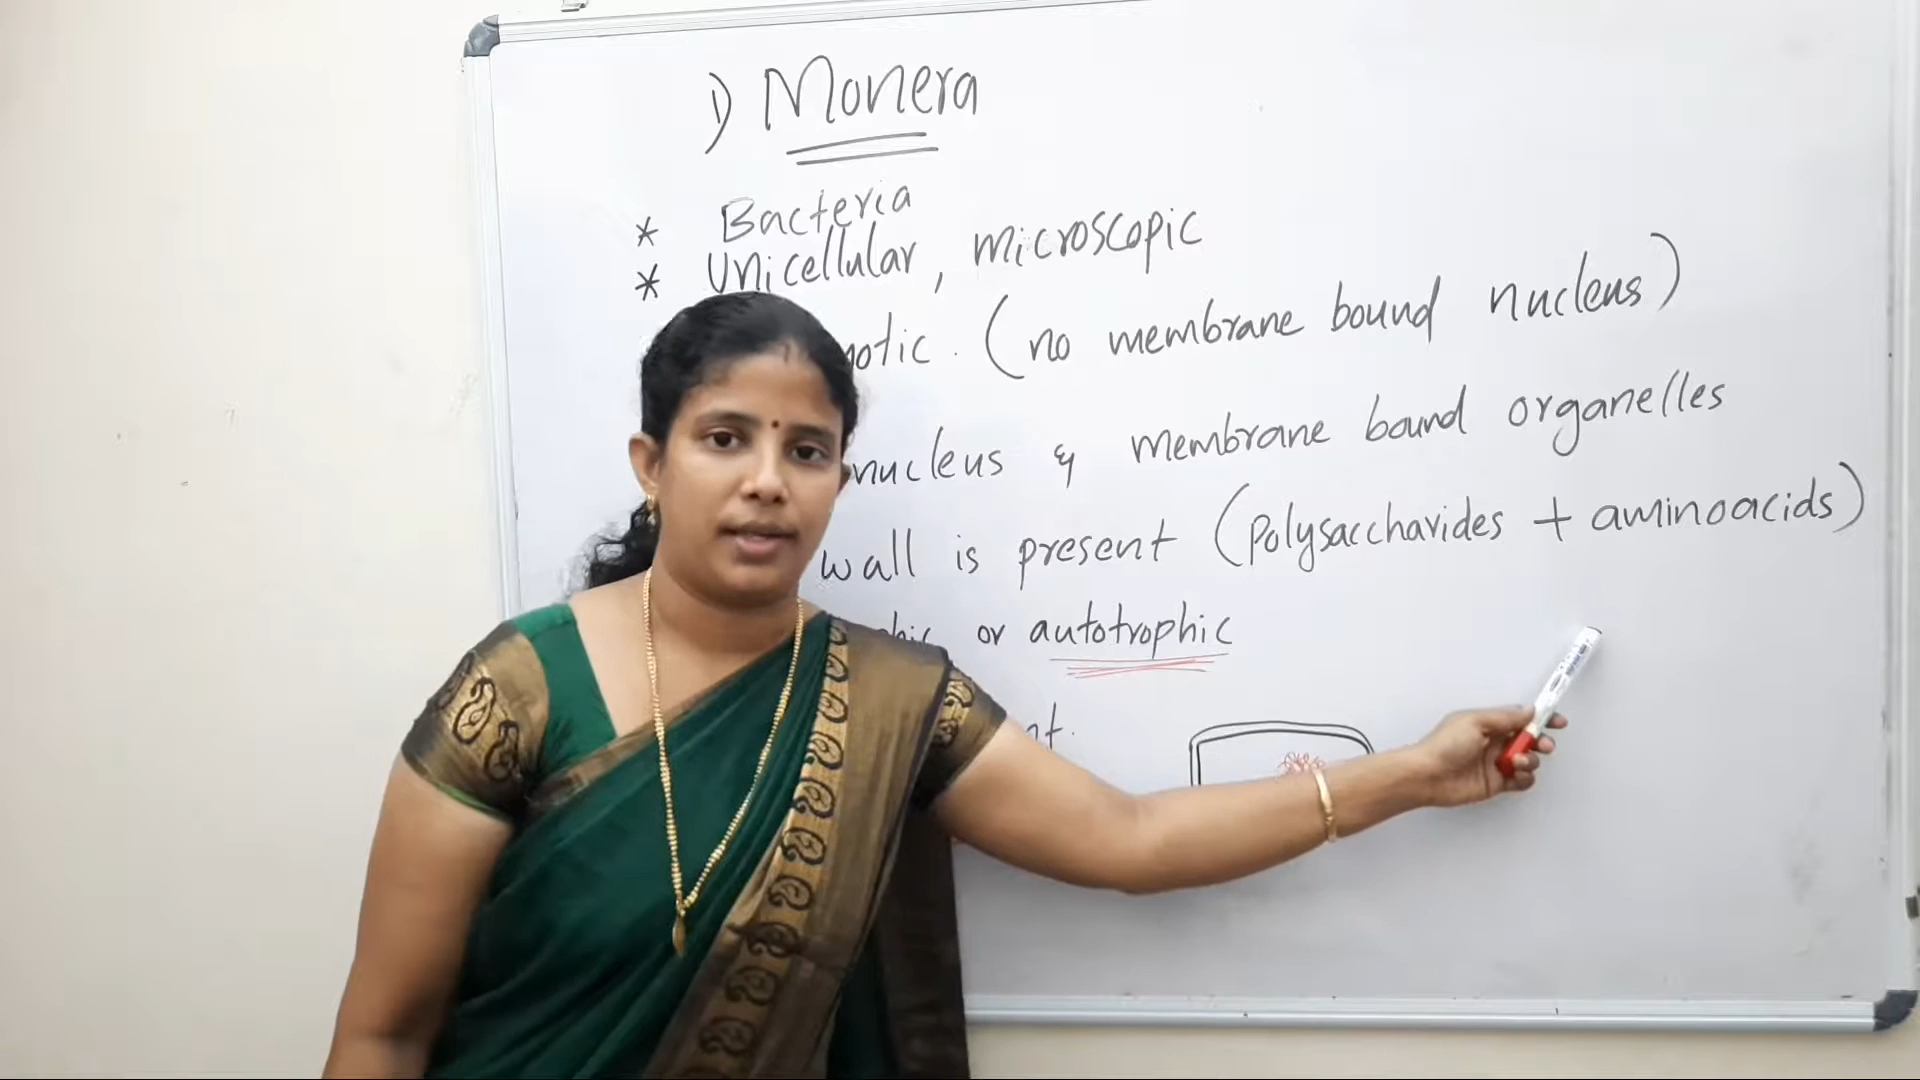 1) Monera
* Bacteria
* Unicellular, microscopic
otic. (no membrane bound nucleus)
nucleus & membrane bound organelles
wall is present (Polysaccharides + aminoacids)
or autotrophic